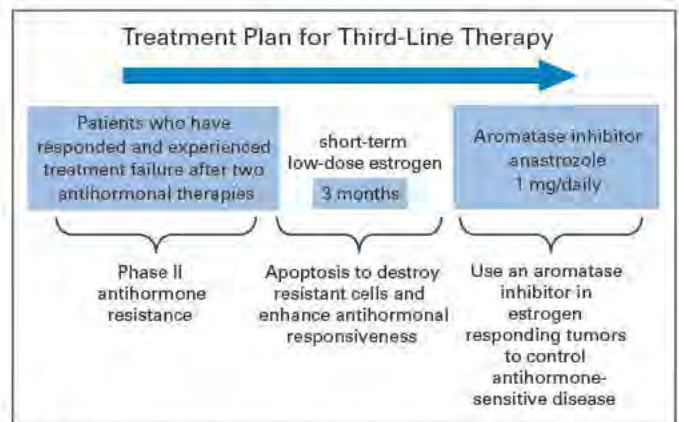 Treatment Plan for Third-Line Therapy
Patients who have
responded and experienced
treatment failure after two
antihormonal therapies
short-term
low-dose estrogen
3 months
Aromatase inhibitor
anastrozole
1 mg/daily
Phase II
antihormone
resistance
Apoptosis to destroy
resistant cells and
enhance antihormonal
responsiveness
Use an aromatase
inhibitor in
estrogen
responding tumors
to control
antihormone-
sensitive disease